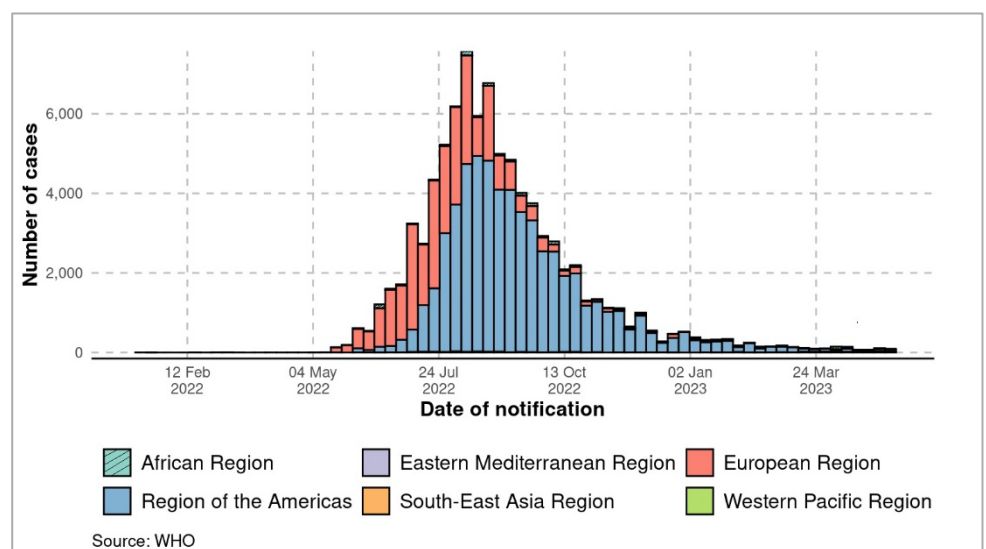 Number of cases
6,000
4,000
2,000
0
12 Feb 2022
04 May 2022
24 Jul 2022
13 Oct 2022
02 Jan 2023
24 Mar 2023
Date of notification
African Region
Eastern Mediterranean Region
European Region
Region of the Americas
South-East Asia Region
Western Pacific Region
Source: WHO